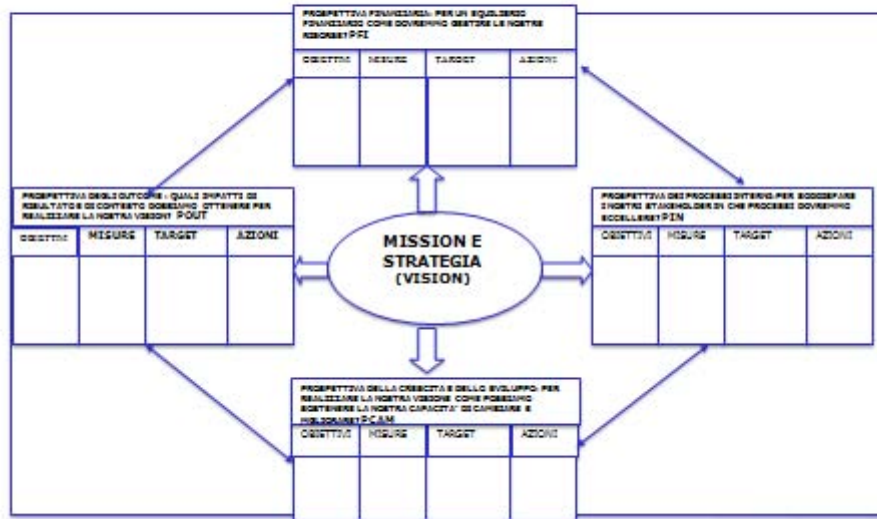 PROSPETTIVA FINANZIARIA: PER UN EQUILIBRIO
FINANZIARIO COME DOVREMMO GESTIRE LE NOSTRE
RISORSE? PFI
OBIETTIVI MISURE TARGET AZIONI
PROSPETTIVA DEGLI OUTCOME: QUALI IMPATTI DI
RISULTATO E DI CONTESTO DOBBIAMO OTTENERE PER
REALIZZARE LA NOSTRA VISION? POUT
OBIETTIVI MISURE TARGET AZIONI
MISSION E
STRATEGIA
(VISION)
PROSPETTIVA DEI PROCESSI INTERNI: PER SODDISFARE
I NOSTRI STAKEHOLDER IN CHE PROCESSI DOVREMMO
ECCELLERE? PIN
OBIETTIVI MISURE TARGET AZIONI
PROSPETTIVA DELLA CRESCITA E DELLO SVILUPPO: PER
REALIZZARE LA NOSTRA VISIONE COME POSSIAMO
SOSTENERE LA NOSTRA CAPACITA' DI CAMBIARE E
MIGLIORARE? PCAM
OBIETTIVI MISURE TARGET AZIONI